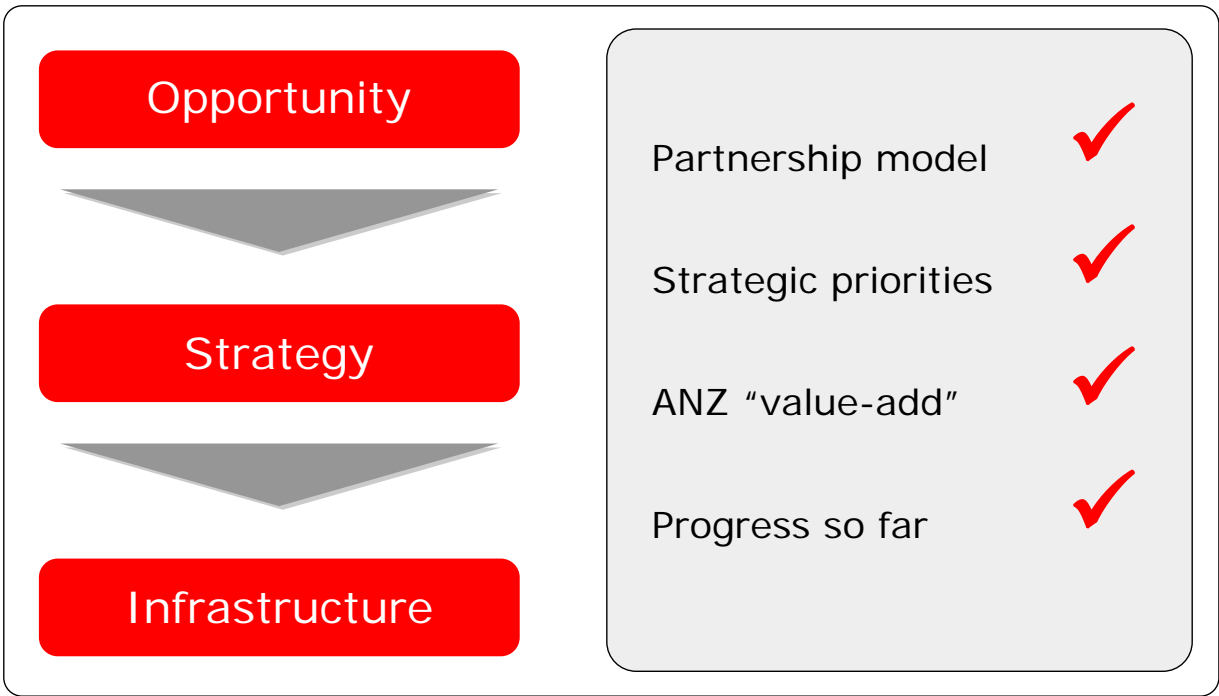 Opportunity
Strategy
Infrastructure
Partnership model
Strategic priorities
ANZ “value-add”
Progress so far